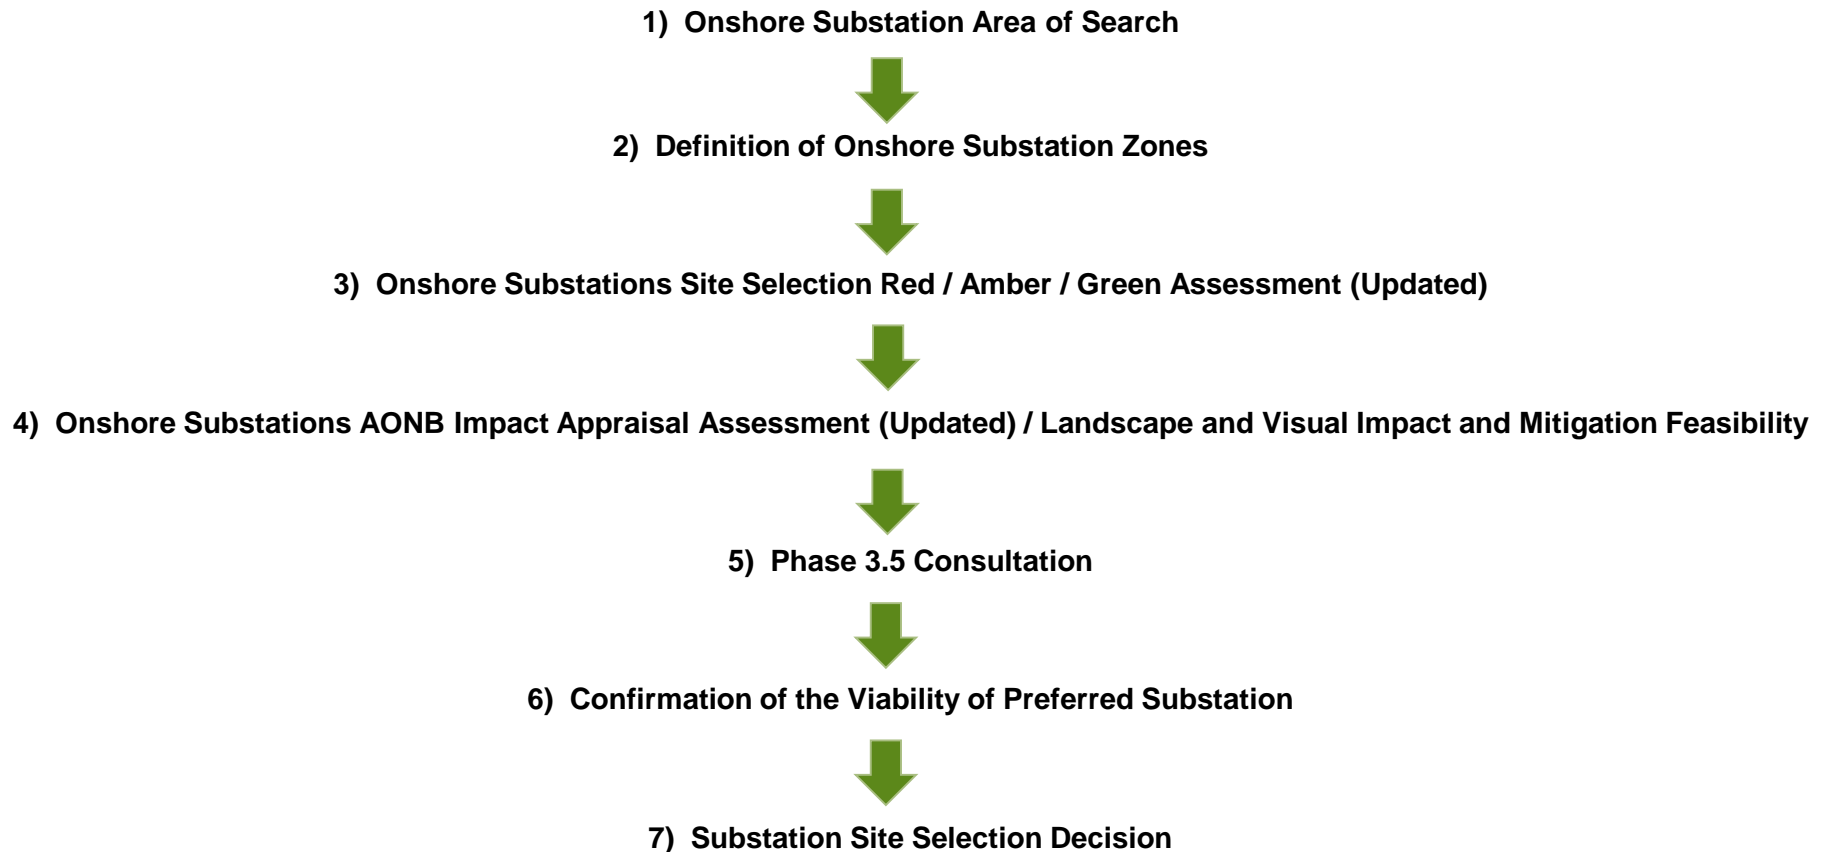 1) Onshore Substation Area of Search
2) Definition of Onshore Substation Zones
3) Onshore Substations Site Selection Red / Amber / Green Assessment (Updated)
4) Onshore Substations AONB Impact Appraisal Assessment (Updated) / Landscape and Visual Impact and Mitigation Feasibility
5) Phase 3.5 Consultation
6) Confirmation of the Viability of Preferred Substation
7) Substation Site Selection Decision